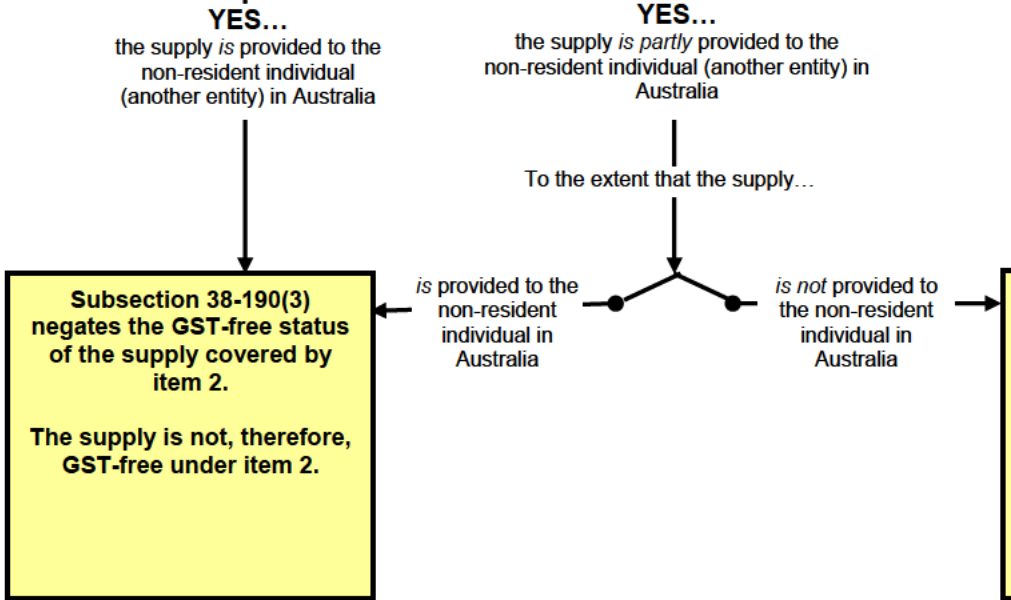 YES…
the supply is provided to the
non-resident individual
(another entity) in Australia
YES…
the supply is partly provided to the
non-resident individual (another entity) in
Australia
To the extent that the supply…
is provided to the
non-resident
individual in
Australia
is not provided to
the non-resident
individual in
Australia
Subsection 38-190(3)
negates the GST-free status
of the supply covered by
item 2.
The supply is not, therefore,
GST-free under item 2.